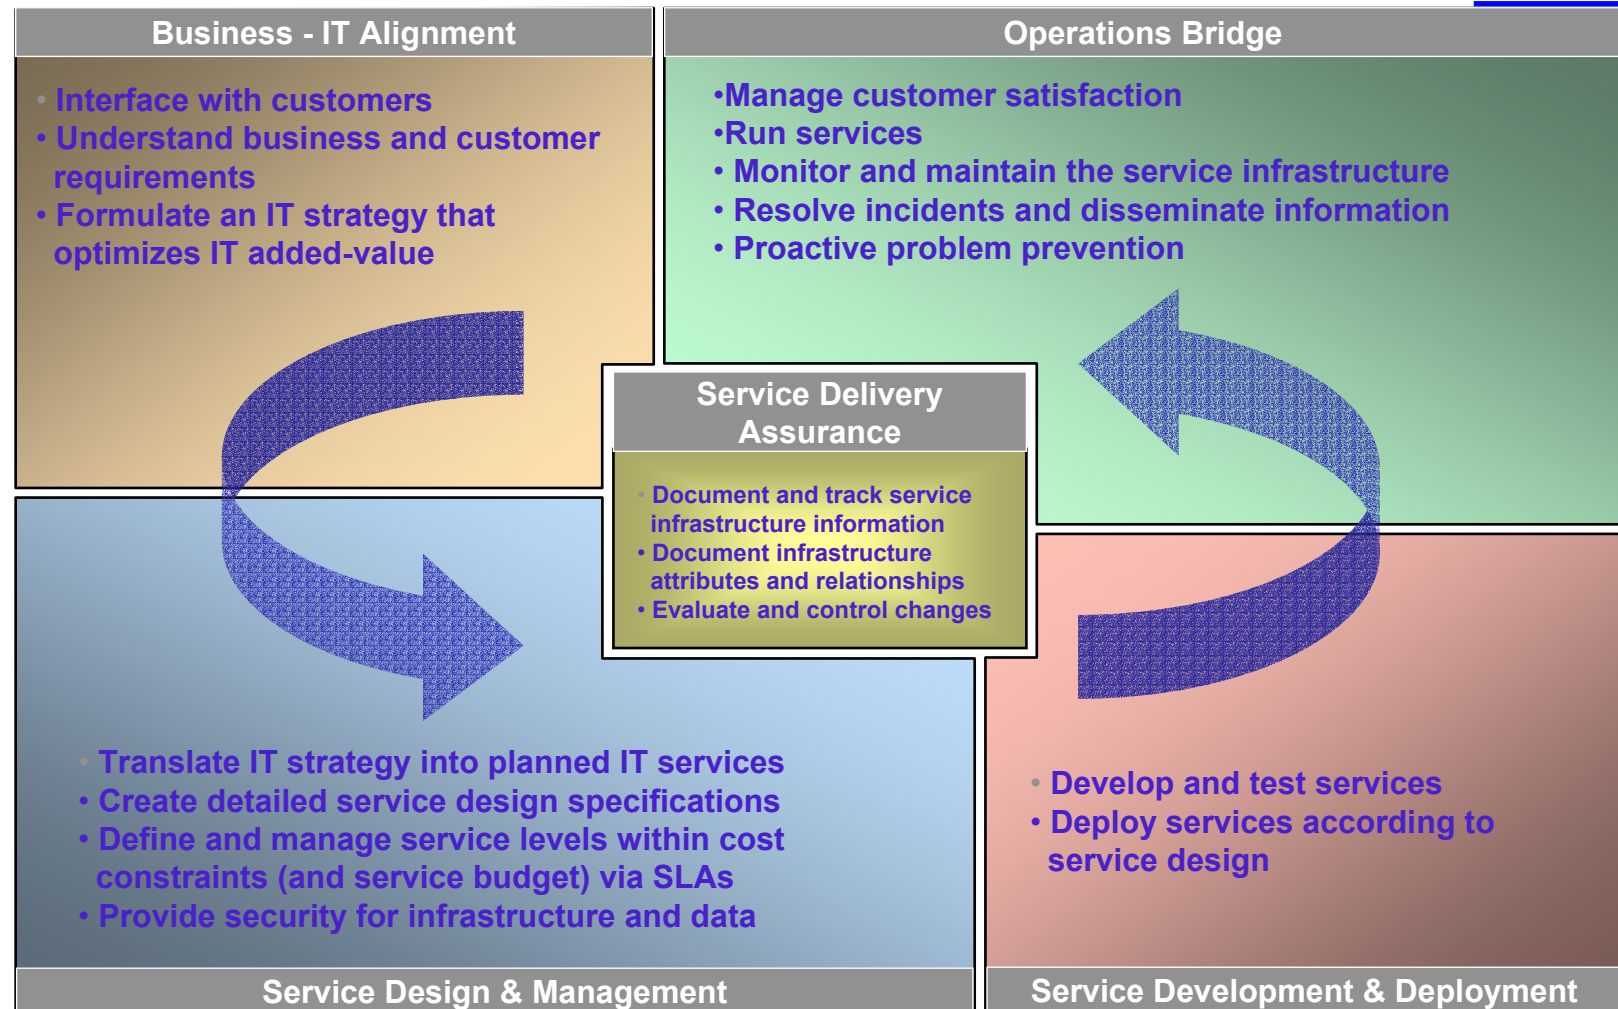 Business - IT Alignment
• Interface with customers
• Understand business and customer
requirements
• Formulate an IT strategy that
optimizes IT added-value
Operations Bridge
•Manage customer satisfaction
•Run services
• Monitor and maintain the service infrastructure
• Resolve incidents and disseminate information
• Proactive problem prevention
Service Delivery
Assurance
• Document and track service
infrastructure information
• Document infrastructure
attributes and relationships
• Evaluate and control changes
• Translate IT strategy into planned IT services
• Create detailed service design specifications
• Define and manage service levels within cost
constraints (and service budget) via SLAs
• Provide security for infrastructure and data
Service Design & Management
• Develop and test services
• Deploy services according to
service design
Service Development & Deployment